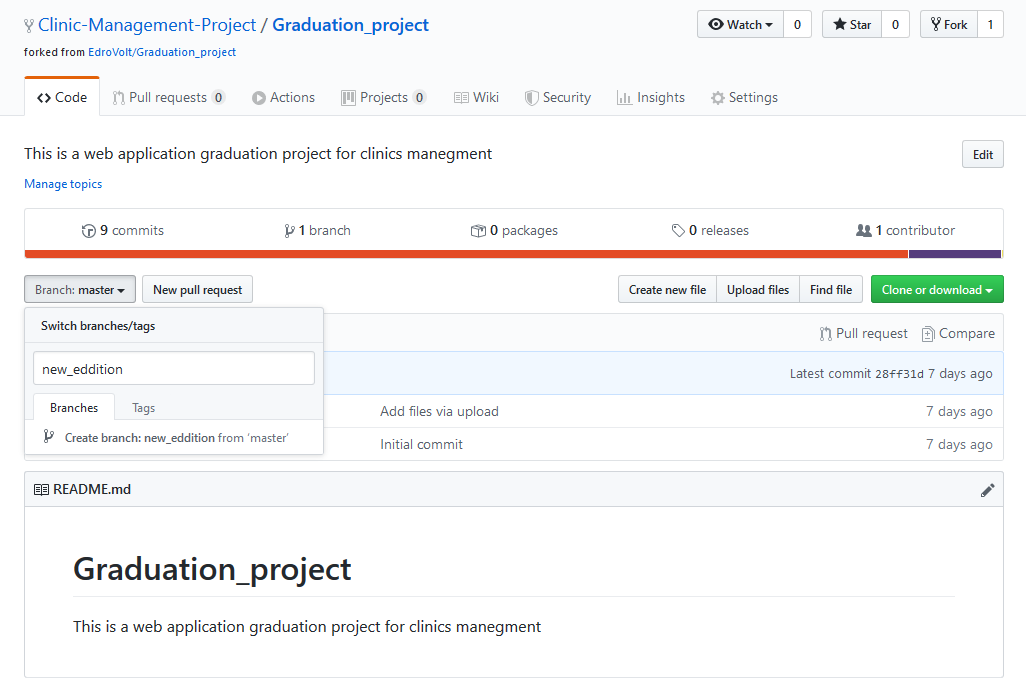 Clinic-Management-Project / Graduation_project
Watch 0 Star 0 Fork 1
forked from EdroVolt/Graduation_project
Code Pull requests 0 Actions Projects 0 Wiki Security Insights Settings
This is a web application graduation project for clinics manegment
Edit
Manage topics
9 commits 1 branch 0 packages 0 releases 1 contributor
Branch: master New pull request Create new file Upload files Find file Clone or download
Switch branches/tags
Pull request Compare
new_eddition
Latest commit 28ff31d 7 days ago
Branches Tags
Add files via upload 7 days ago
Create branch: new_eddition from ‘master’
Initial commit 7 days ago
README.md
Graduation_project
This is a web application graduation project for clinics manegment